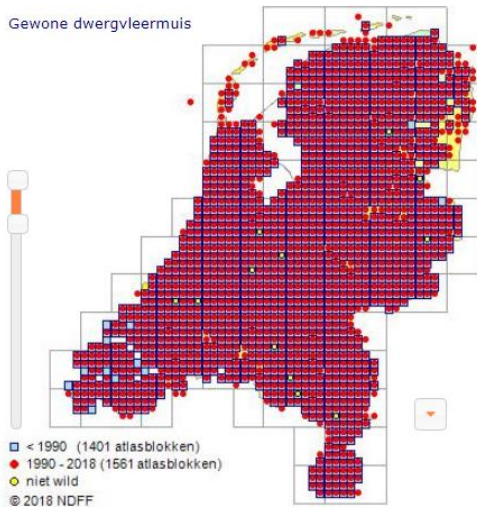 Gewone dwergvleermuis
< 1990 (1401 atlasblokken)
1990 - 2018 (1561 atlasblokken)
niet wild
© 2018 NDFF